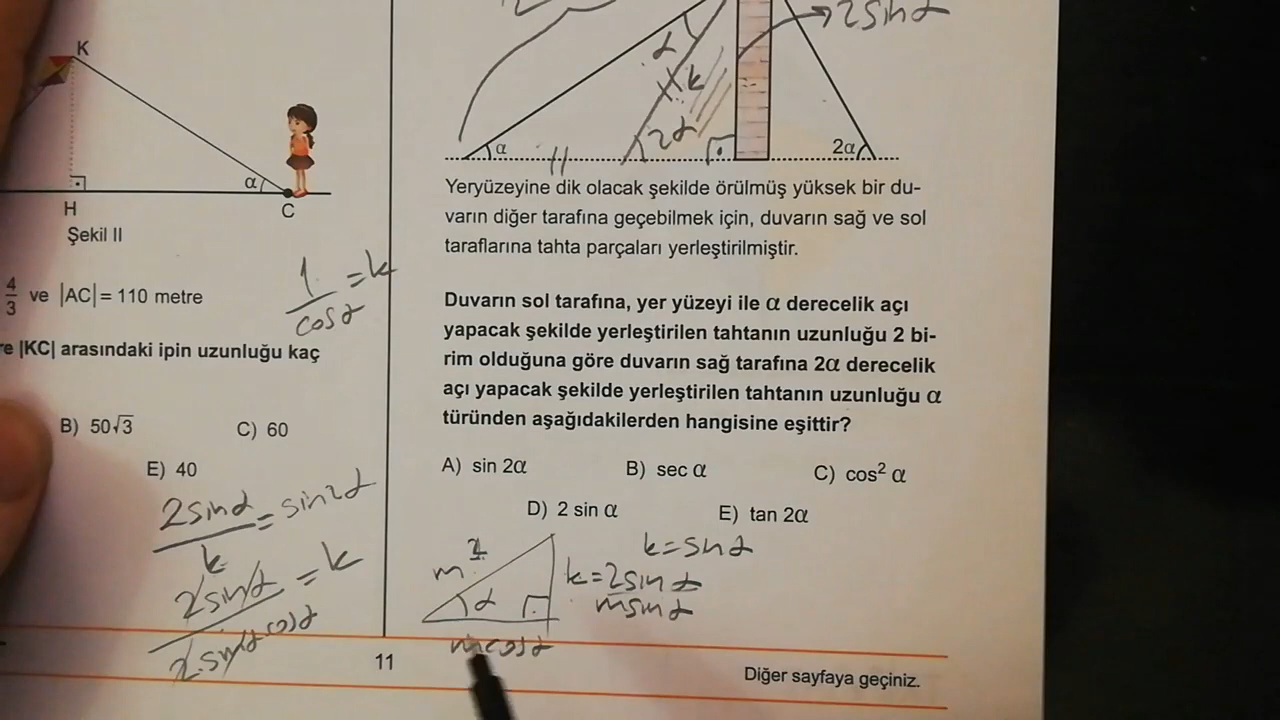 K
α
H
C
Şekil II
4/3 ve |AC| = 110 metre
1/cosα = k
re |KC| arasındaki ipin uzunluğu kaç
B) 50√3
C) 60
E) 40
2sinα/k = sin2α
2sinα/2.sinα cosα = k
2sinα
α
k
2α
α
2α
Yeryüzeyine dik olacak şekilde örülmüş yüksek bir du-
varın diğer tarafına geçebilmek için, duvarın sağ ve sol
taraflarına tahta parçaları yerleştirilmiştir.
Duvarın sol tarafına, yer yüzeyi ile α derecelik açı
yapacak şekilde yerleştirilen tahtanın uzunluğu 2 bi-
rim olduğuna göre duvarın sağ tarafına 2α derecelik
açı yapacak şekilde yerleştirilen tahtanın uzunluğu α
türünden aşağıdakilerden hangisine eşittir?
A) sin 2α
B) sec α
C) cos² α
D) 2 sin α
E) tan 2α
k=sinα
m
α
k=2sinα
msinα
mcosα
11
Diğer sayfaya geçiniz.